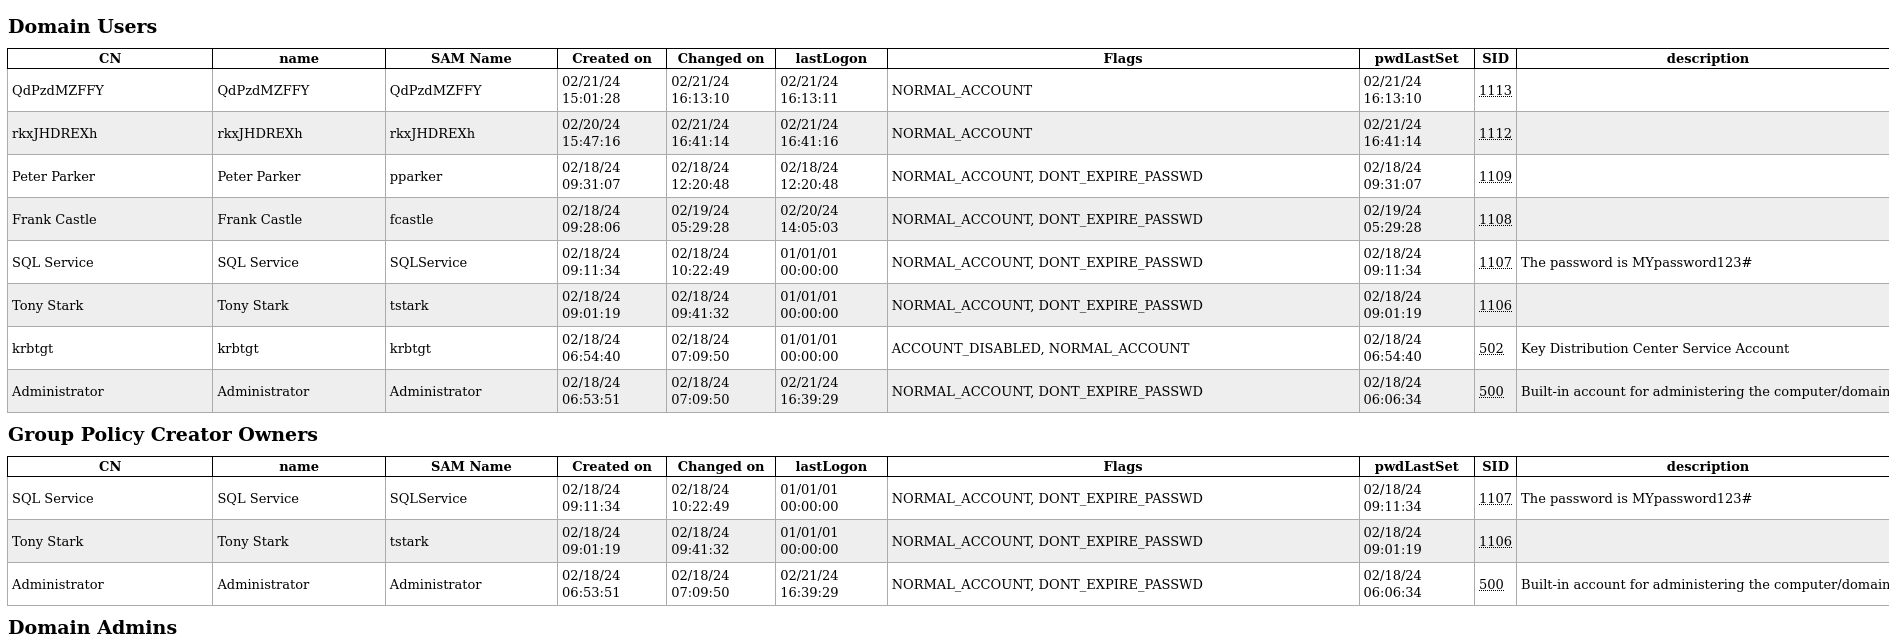 Domain Users
CN name SAM Name Created on Changed on lastLogon Flags pwdLastSet SID description
QdPzdMZFFY QdPzdMZFFY QdPzdMZFFY 02/21/24 15:01:28 02/21/24 16:13:10 02/21/24 16:13:11 NORMAL_ACCOUNT 02/21/24 16:13:10 1113
rkxJHDREXh rkxJHDREXh rkxJHDREXh 02/20/24 15:47:16 02/21/24 16:41:14 02/21/24 16:41:16 NORMAL_ACCOUNT 02/21/24 16:41:14 1112
Peter Parker Peter Parker pparker 02/18/24 09:31:07 02/18/24 12:20:48 02/18/24 12:20:48 NORMAL_ACCOUNT, DONT_EXPIRE_PASSWD 02/18/24 09:31:07 1109
Frank Castle Frank Castle fcastle 02/18/24 09:28:06 02/19/24 05:29:28 02/20/24 14:05:03 NORMAL_ACCOUNT, DONT_EXPIRE_PASSWD 02/19/24 05:29:28 1108
SQL Service SQL Service SQLService 02/18/24 09:11:34 02/18/24 10:22:49 01/01/01 00:00:00 NORMAL_ACCOUNT, DONT_EXPIRE_PASSWD 02/18/24 09:11:34 1107 The password is MYpassword123#
Tony Stark Tony Stark tstark 02/18/24 09:01:19 02/18/24 09:41:32 01/01/01 00:00:00 NORMAL_ACCOUNT, DONT_EXPIRE_PASSWD 02/18/24 09:01:19 1106
krbtgt krbtgt krbtgt 02/18/24 06:54:40 02/18/24 07:09:50 01/01/01 00:00:00 ACCOUNT_DISABLED, NORMAL_ACCOUNT 02/18/24 06:54:40 502 Key Distribution Center Service Account
Administrator Administrator Administrator 02/18/24 06:53:51 02/18/24 07:09:50 02/21/24 16:39:29 NORMAL_ACCOUNT, DONT_EXPIRE_PASSWD 02/18/24 06:06:34 500 Built-in account for administering the computer/domain
Group Policy Creator Owners
CN name SAM Name Created on Changed on lastLogon Flags pwdLastSet SID description
SQL Service SQL Service SQLService 02/18/24 09:11:34 02/18/24 10:22:49 01/01/01 00:00:00 NORMAL_ACCOUNT, DONT_EXPIRE_PASSWD 02/18/24 09:11:34 1107 The password is MYpassword123#
Tony Stark Tony Stark tstark 02/18/24 09:01:19 02/18/24 09:41:32 01/01/01 00:00:00 NORMAL_ACCOUNT, DONT_EXPIRE_PASSWD 02/18/24 09:01:19 1106
Administrator Administrator Administrator 02/18/24 06:53:51 02/18/24 07:09:50 02/21/24 16:39:29 NORMAL_ACCOUNT, DONT_EXPIRE_PASSWD 02/18/24 06:06:34 500 Built-in account for administering the computer/domain
Domain Admins